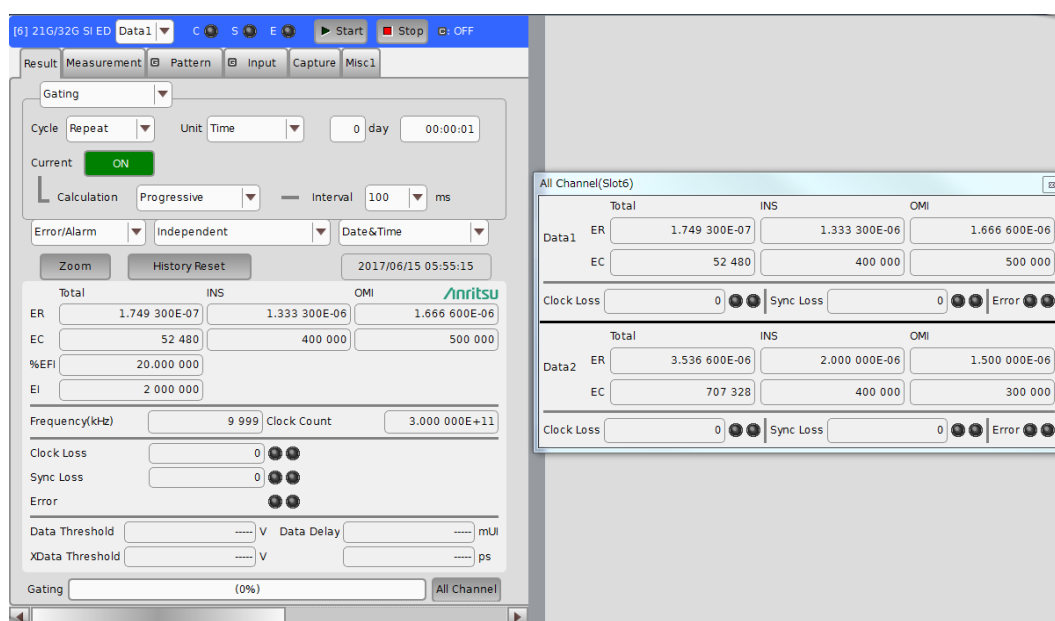 [6] 21G/32G SI ED Data1 C S E Start Stop C: OFF
Result Measurement C Pattern C Input Capture Misc1
Gating
Cycle Repeat Unit Time 0 day 00:00:01
Current ON
Calculation Progressive Interval 100 ms
Error/Alarm Independent Date&Time
Zoom History Reset 2017/06/15 05:55:15
Total INS OMI Anritsu
ER 1.749 300E-07 1.333 300E-06 1.666 600E-06
EC 52 480 400 000 500 000
%EFI 20.000 000
EI 2 000 000
Frequency(kHz) 9 999 Clock Count 3.000 000E+11
Clock Loss 0
Sync Loss 0
Error
Data Threshold ----- V Data Delay ----- mUI
XData Threshold ----- V ----- ps
Gating (0%) All Channel
All Channel(Slot6)
Total INS OMI
Data1 ER 1.749 300E-07 1.333 300E-06 1.666 600E-06
EC 52 480 400 000 500 000
Clock Loss 0 Sync Loss 0 Error
Total INS OMI
Data2 ER 3.536 600E-06 2.000 000E-06 1.500 000E-06
EC 707 328 400 000 300 000
Clock Loss 0 Sync Loss 0 Error